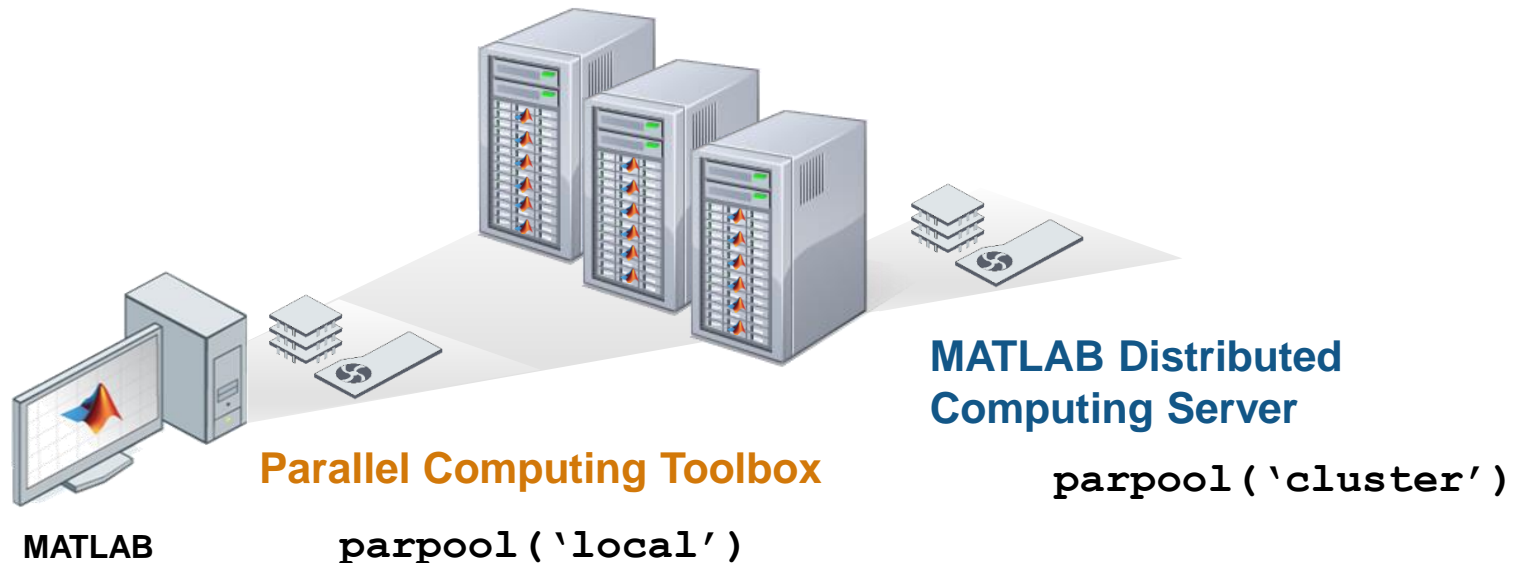 MATLAB Distributed
Computing Server
Parallel Computing Toolbox
parpool(‘cluster’)
MATLAB
parpool(‘local’)